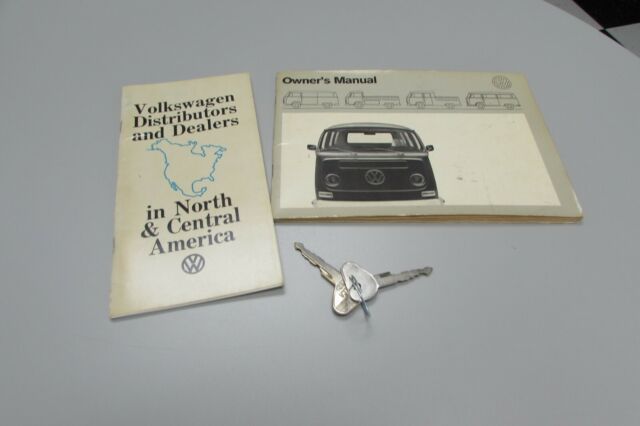 Volkswagen
Distributors
and Dealers
in North
& Central
America
Owner's Manual